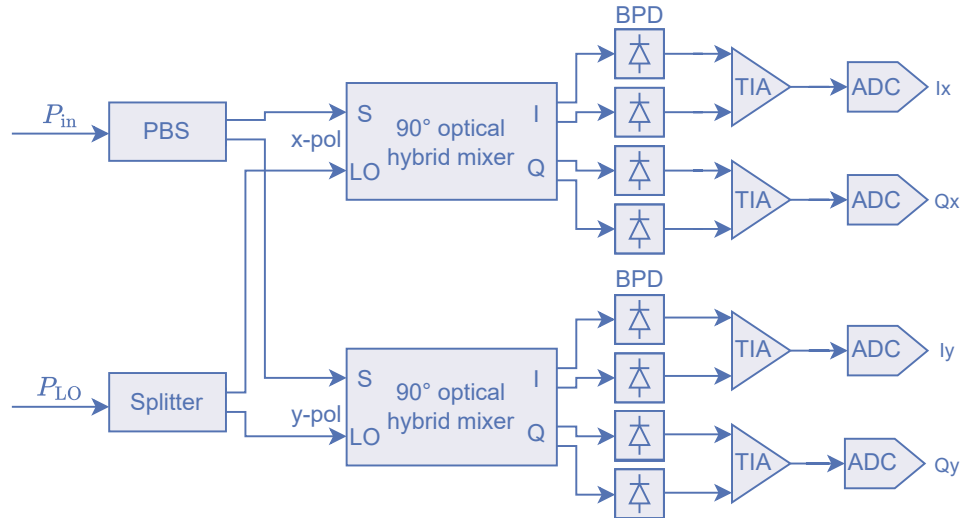 BPD
P_in
PBS
S
x-pol
LO
90° optical
hybrid mixer
I
Q
TIA
ADC
Ix
TIA
ADC
Qx
BPD
P_LO
Splitter
S
y-pol
LO
90° optical
hybrid mixer
I
Q
TIA
ADC
Iy
TIA
ADC
Qy